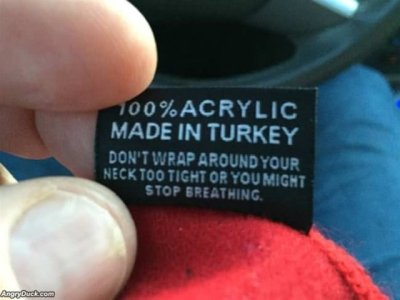 100% ACRYLIC
MADE IN TURKEY
DON'T WRAP AROUND YOUR
NECK TOO TIGHT OR YOU MIGHT
STOP BREATHING.
AngryDuck.com